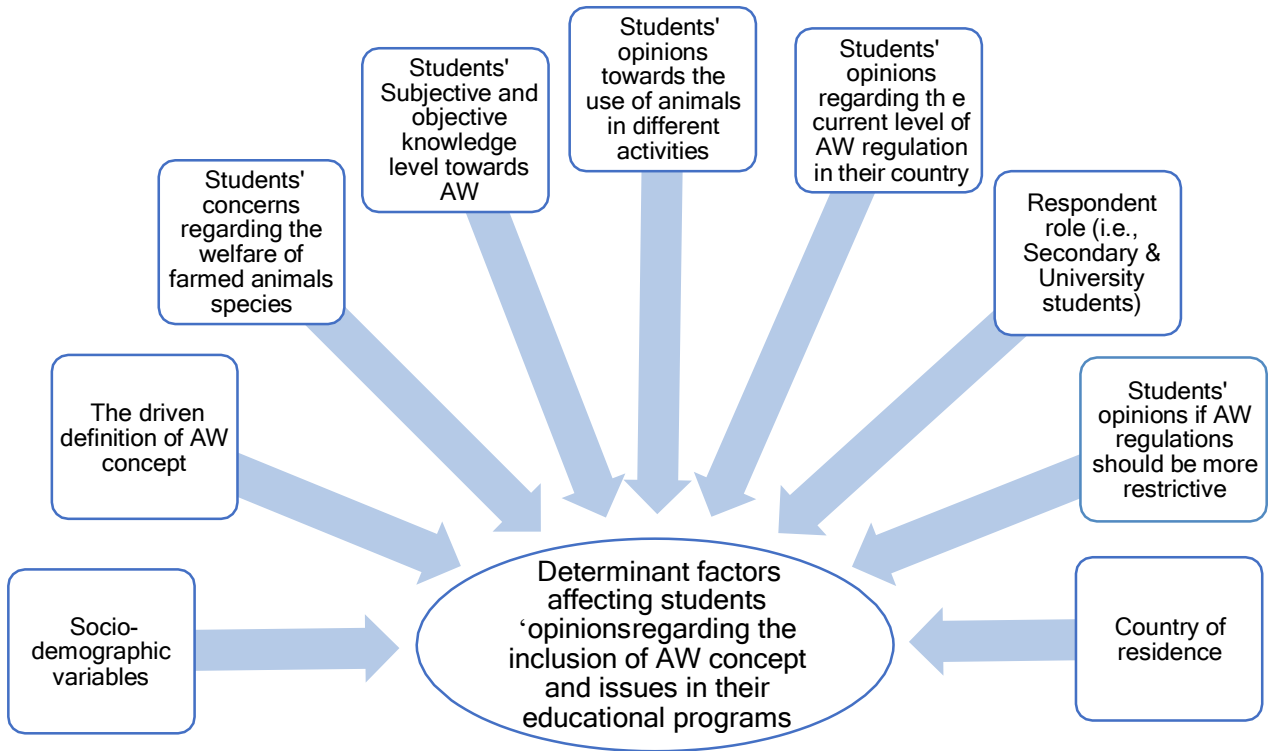 Students'
Subjective and
objective
knowledge
level towards
AW
Students'
opinions
towards the
use of animals
in different
activities
Students'
opinions
regarding th e
current level of
AW regulation
in their country
Students'
concerns
regarding the
welfare of
farmed animals
species
Respondent
role (i.e.,
Secondary &
University
students)
The driven
definition of AW
concept
Students'
opinions if AW
regulations
should be more
restrictive
Socio-
demographic
variables
Determinant factors
affecting students
‘opinionsregarding the
inclusion of AW concept
and issues in their
educational programs
Country of
residence